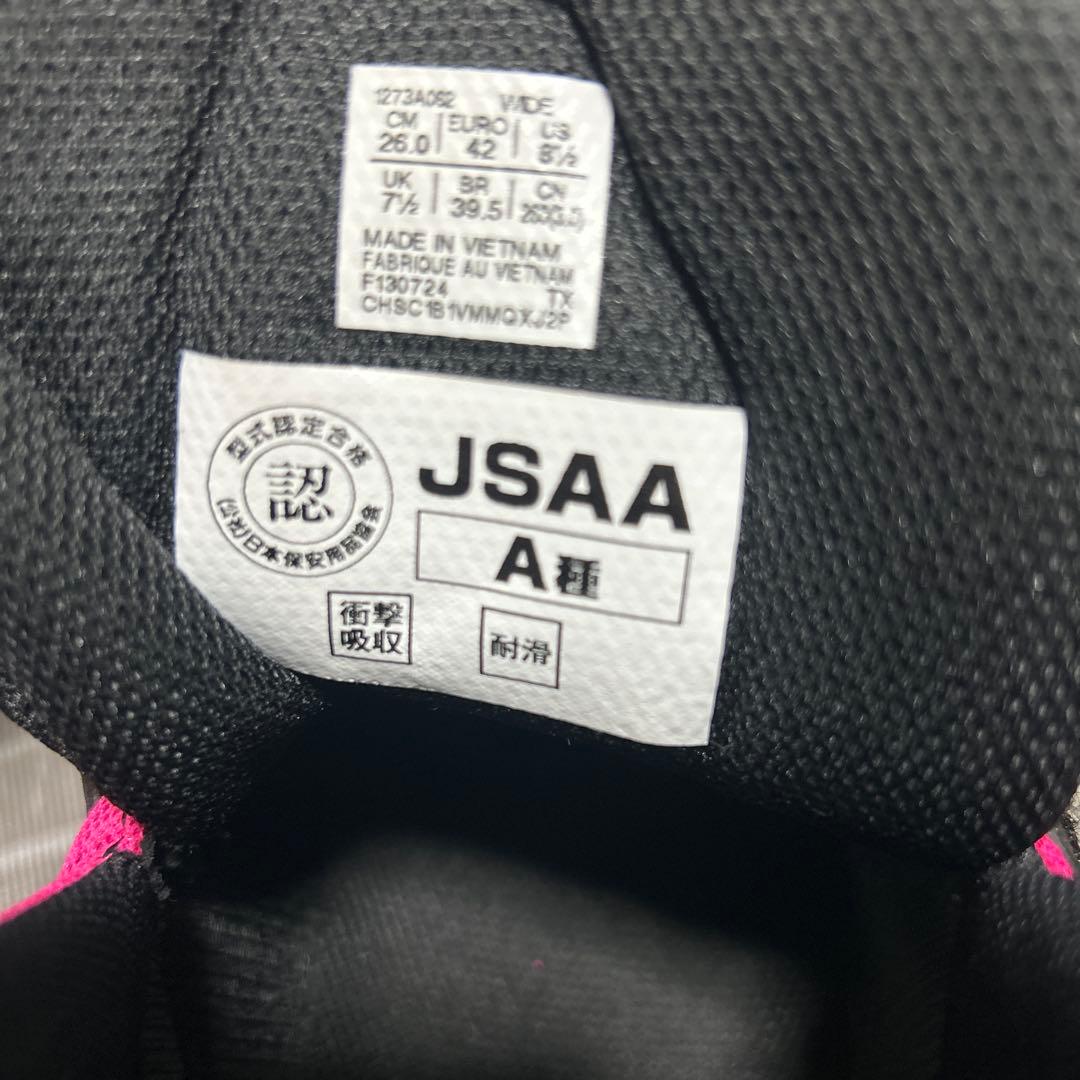 1273A062 WIDE
CM EURO US
26.0 42 8½
UK BR CN
7½ 39.5
MADE IN VIETNAM
FABRIQUE AU VIETNAM
F130724 TX
CHSC1B1VMMQXJ2P
型式認定合格
認
(公社)日本保安用品協会
JSAA
A種
衝撃
吸収
耐滑